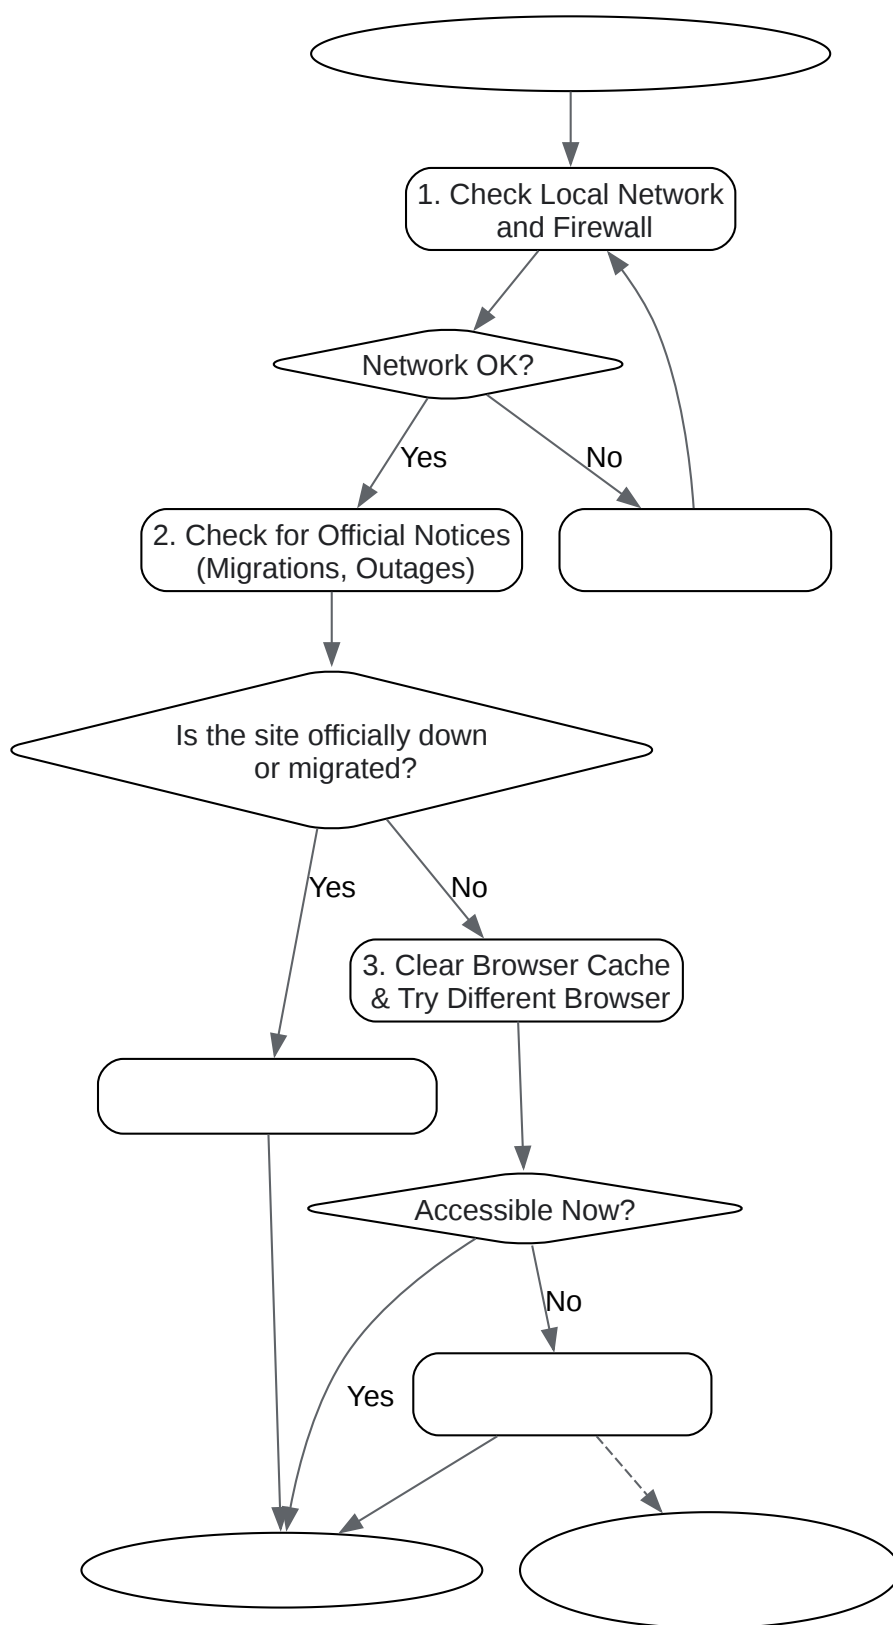 1. Check Local Network
and Firewall
Network OK?
Yes
No
2. Check for Official Notices
(Migrations, Outages)
Is the site officially down
or migrated?
Yes
No
3. Clear Browser Cache
& Try Different Browser
Accessible Now?
No
Yes